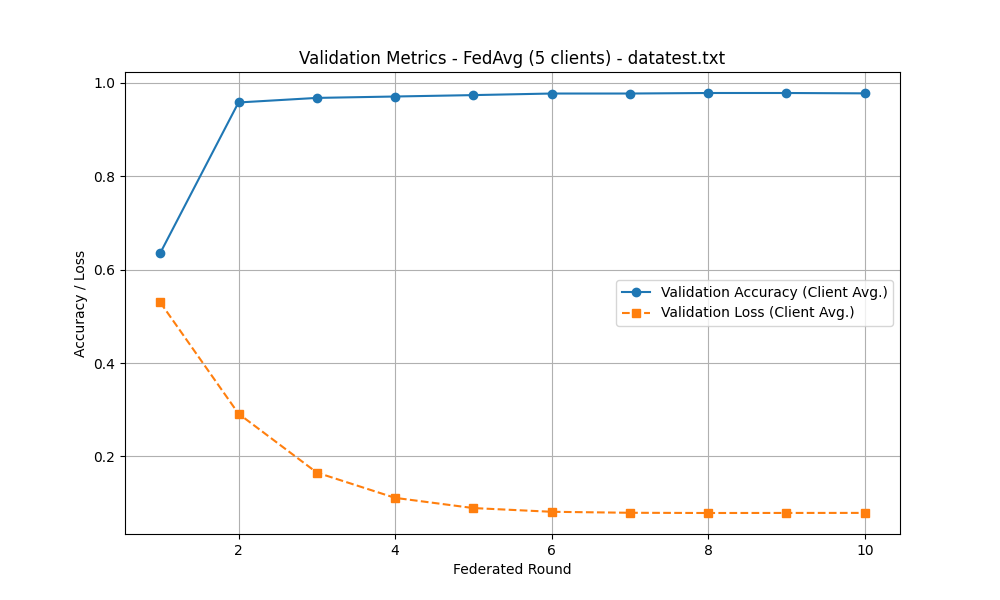 Validation Metrics - FedAvg (5 clients) - datatest.txt
Accuracy / Loss
1.0
0.8
0.6
0.4
0.2
Validation Accuracy (Client Avg.)
Validation Loss (Client Avg.)
2 4 6 8 10
Federated Round